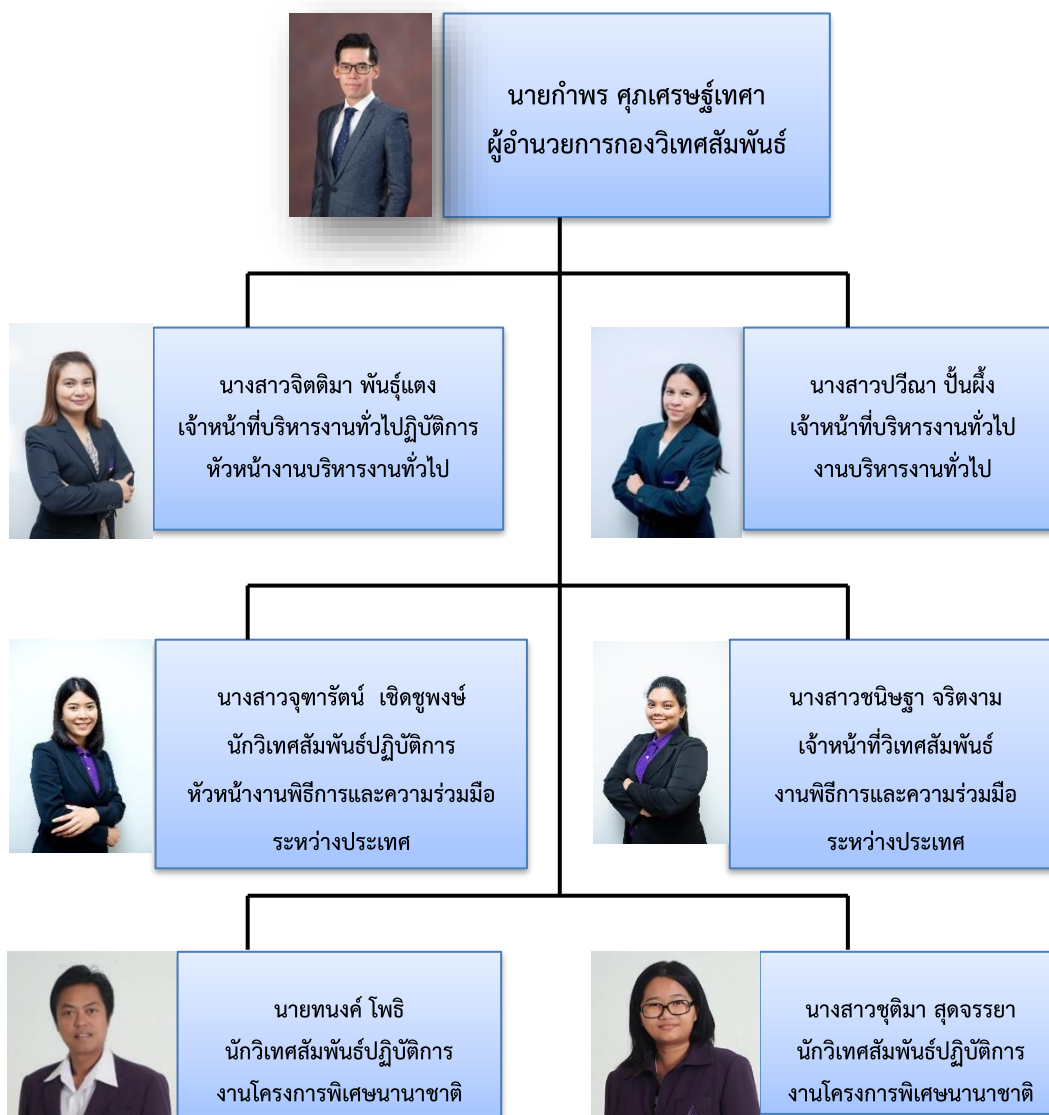 นายกำพร ศุภเศรษฐ์เทศา
ผู้อำนวยการกองวิเทศสัมพันธ์
นางสาวจิตติมา พันธุ์แตง
เจ้าหน้าที่บริหารงานทั่วไปฏิบัติการ
หัวหน้างานบริหารงานทั่วไป
นางสาวปวีณา ปั้นผึ้ง
เจ้าหน้าที่บริหารงานทั่วไป
งานบริหารงานทั่วไป
นางสาวจุฑารัตน์ เชิดชูพงษ์
นักวิเทศสัมพันธ์ปฏิบัติการ
หัวหน้างานพิธีการและความร่วมมือ
ระหว่างประเทศ
นางสาวชนิษฐา จริตงาม
เจ้าหน้าที่วิเทศสัมพันธ์
งานพิธีการและความร่วมมือ
ระหว่างประเทศ
นายทนงค์ โพธิ
นักวิเทศสัมพันธ์ปฏิบัติการ
งานโครงการพิเศษนานาชาติ
นางสาวชุติมา สุดจรรยา
นักวิเทศสัมพันธ์ปฏิบัติการ
งานโครงการพิเศษนานาชาติ